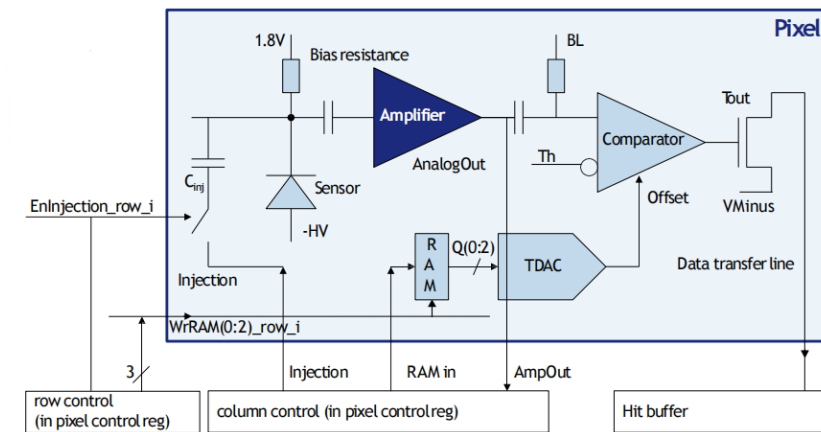 Pixel
1.8V
BL
Bias resistance
Tout
Amplifier
Comparator
AnalogOut
Th
Cinj
Sensor
EnInjection_row_i
Offset
VMinus
-HV
R
A
M
Q(0:2)
TDAC
Data transfer line
Injection
WrRAM(0:2)_row_i
3
Injection
RAM in
AmpOut
row control
(in pixel control reg)
column control (in pixel control reg)
Hit buffer